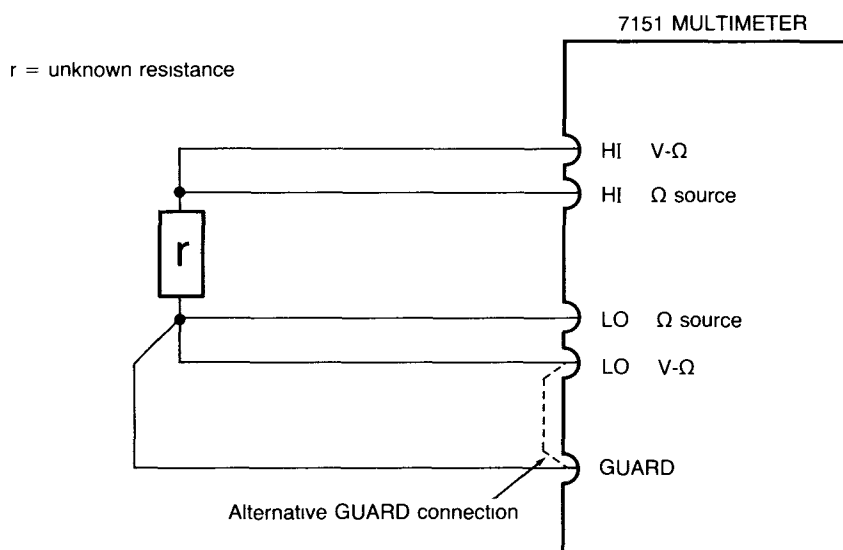 7151 MULTIMETER
r = unknown resistance
HI V-Ω
HI Ω source
r
LO Ω source
LO V-Ω
GUARD
Alternative GUARD connection